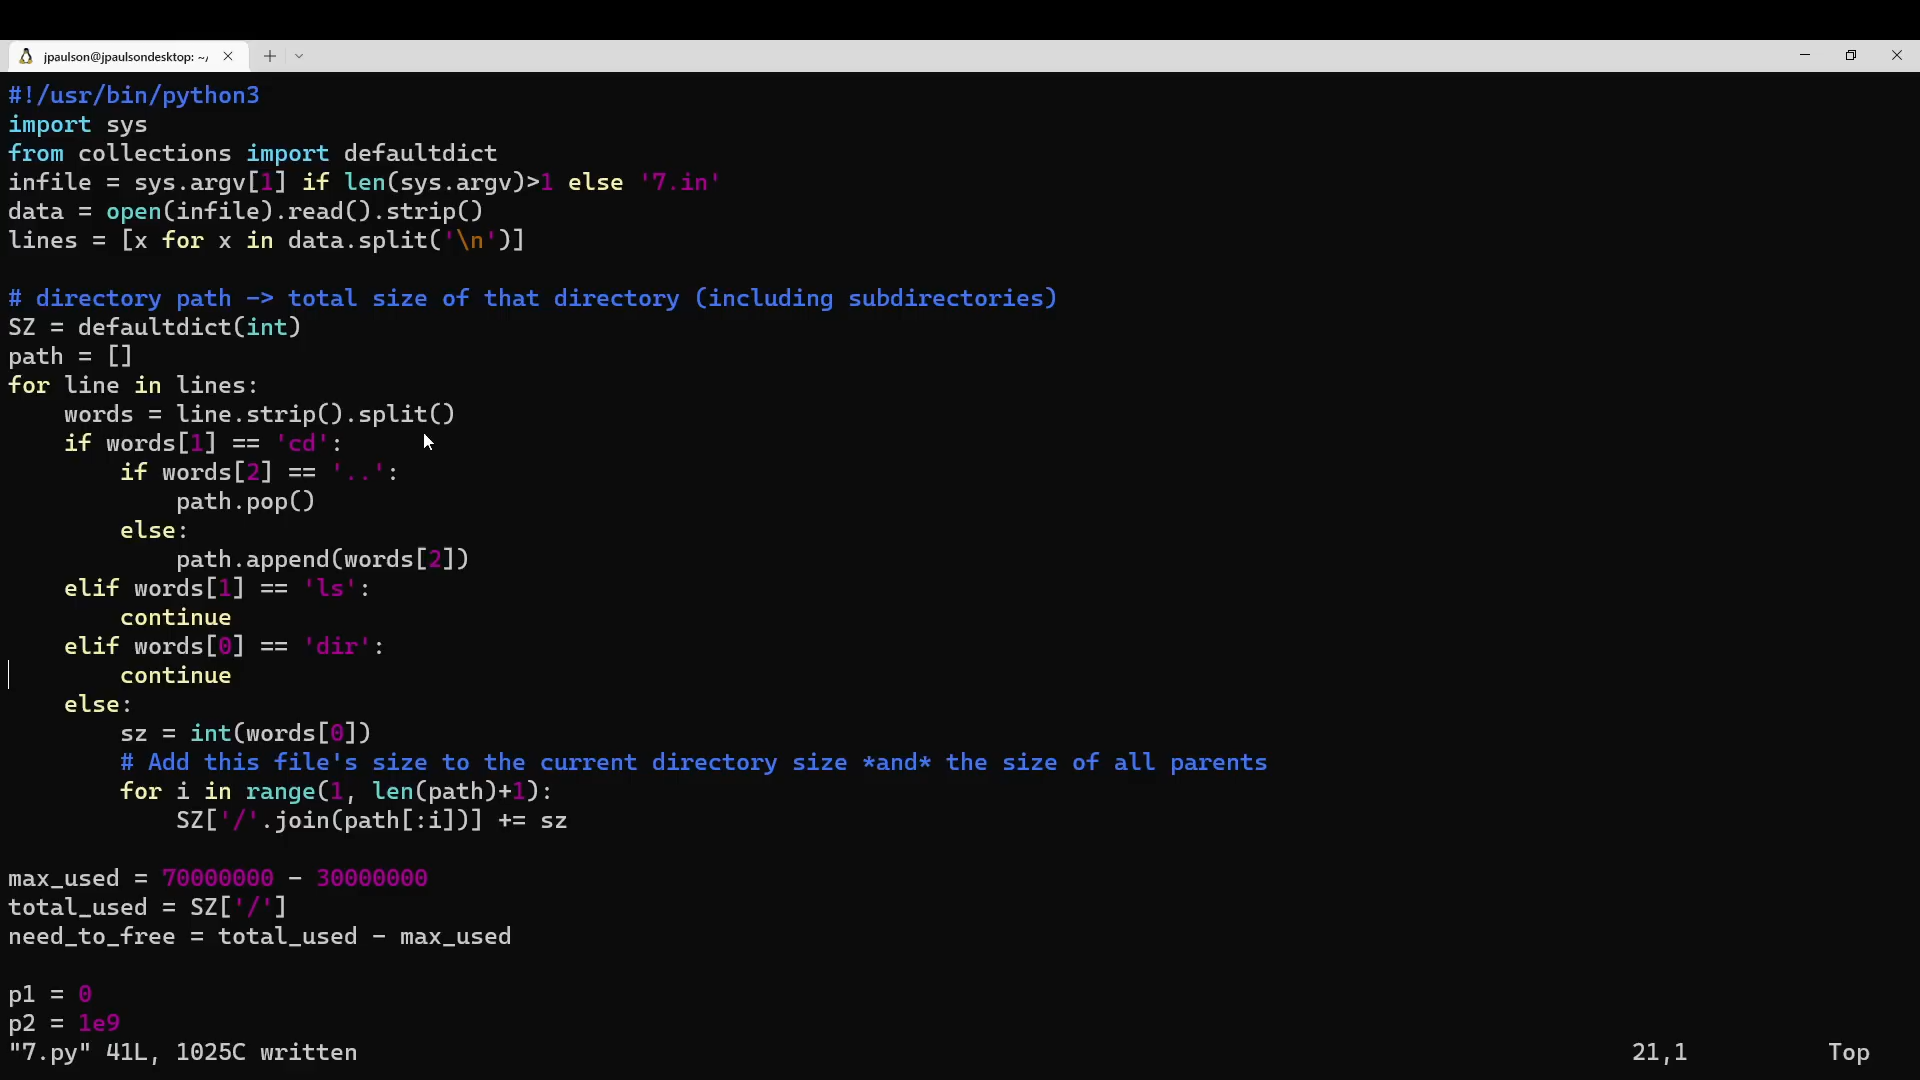 jpaulson@jpaulsondesktop: ~/
#!/usr/bin/python3
import sys
from collections import defaultdict
infile = sys.argv[1] if len(sys.argv)>1 else '7.in'
data = open(infile).read().strip()
lines = [x for x in data.split('\n')]

# directory path -> total size of that directory (including subdirectories)
SZ = defaultdict(int)
path = []
for line in lines:
    words = line.strip().split()
    if words[1] == 'cd':
        if words[2] == '..':
            path.pop()
        else:
            path.append(words[2])
    elif words[1] == 'ls':
        continue
    elif words[0] == 'dir':
        continue
    else:
        sz = int(words[0])
        # Add this file's size to the current directory size *and* the size of all parents
        for i in range(1, len(path)+1):
            SZ['/'.join(path[:i])] += sz

max_used = 70000000 - 30000000
total_used = SZ['/']
need_to_free = total_used - max_used

p1 = 0
p2 = 1e9
"7.py" 41L, 1025C written 21,1 Top